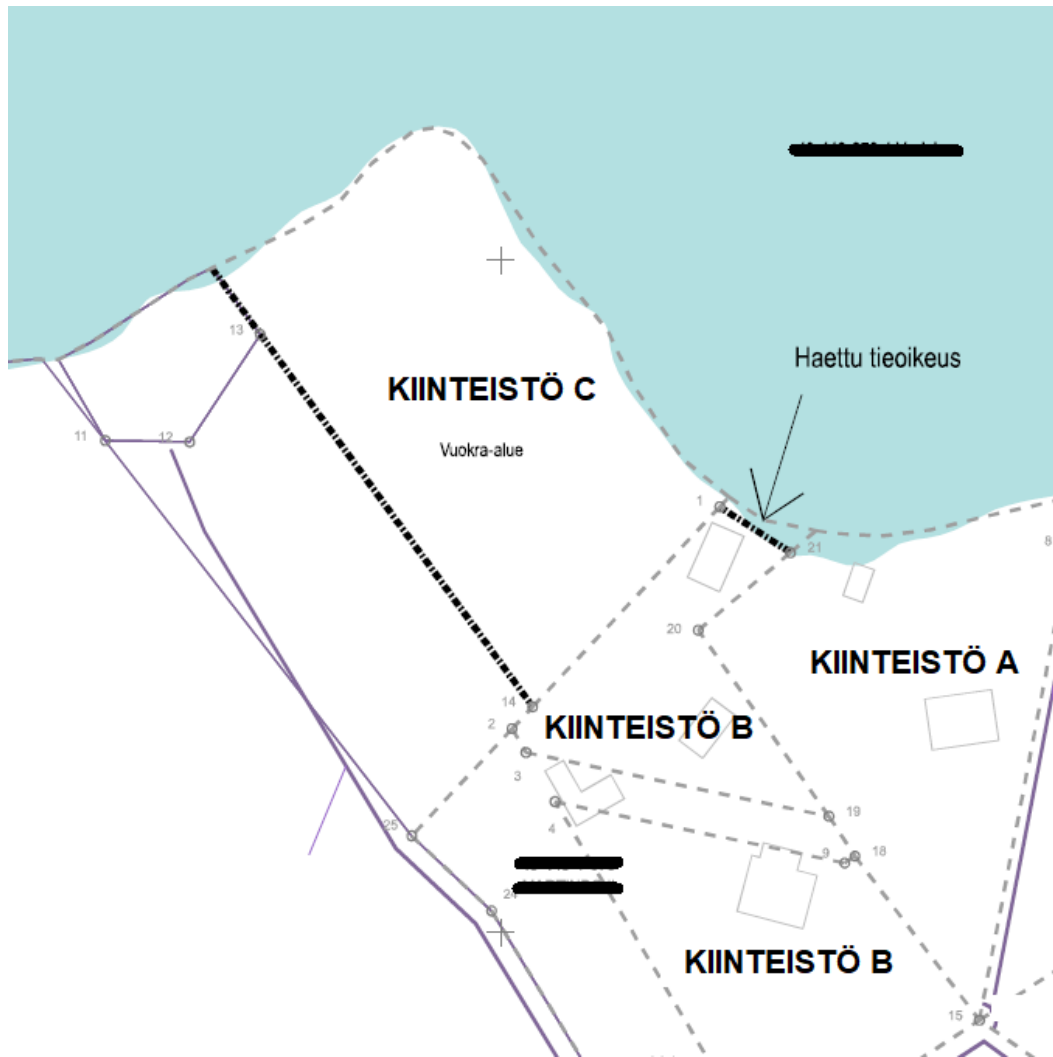 13
Haettu tieoikeus
KIINTEISTÖ C
11
12
Vuokra-alue
1
21
8
20
KIINTEISTÖ A
14
2
KIINTEISTÖ B
3
4
19
25
9
18
24
KIINTEISTÖ B
15